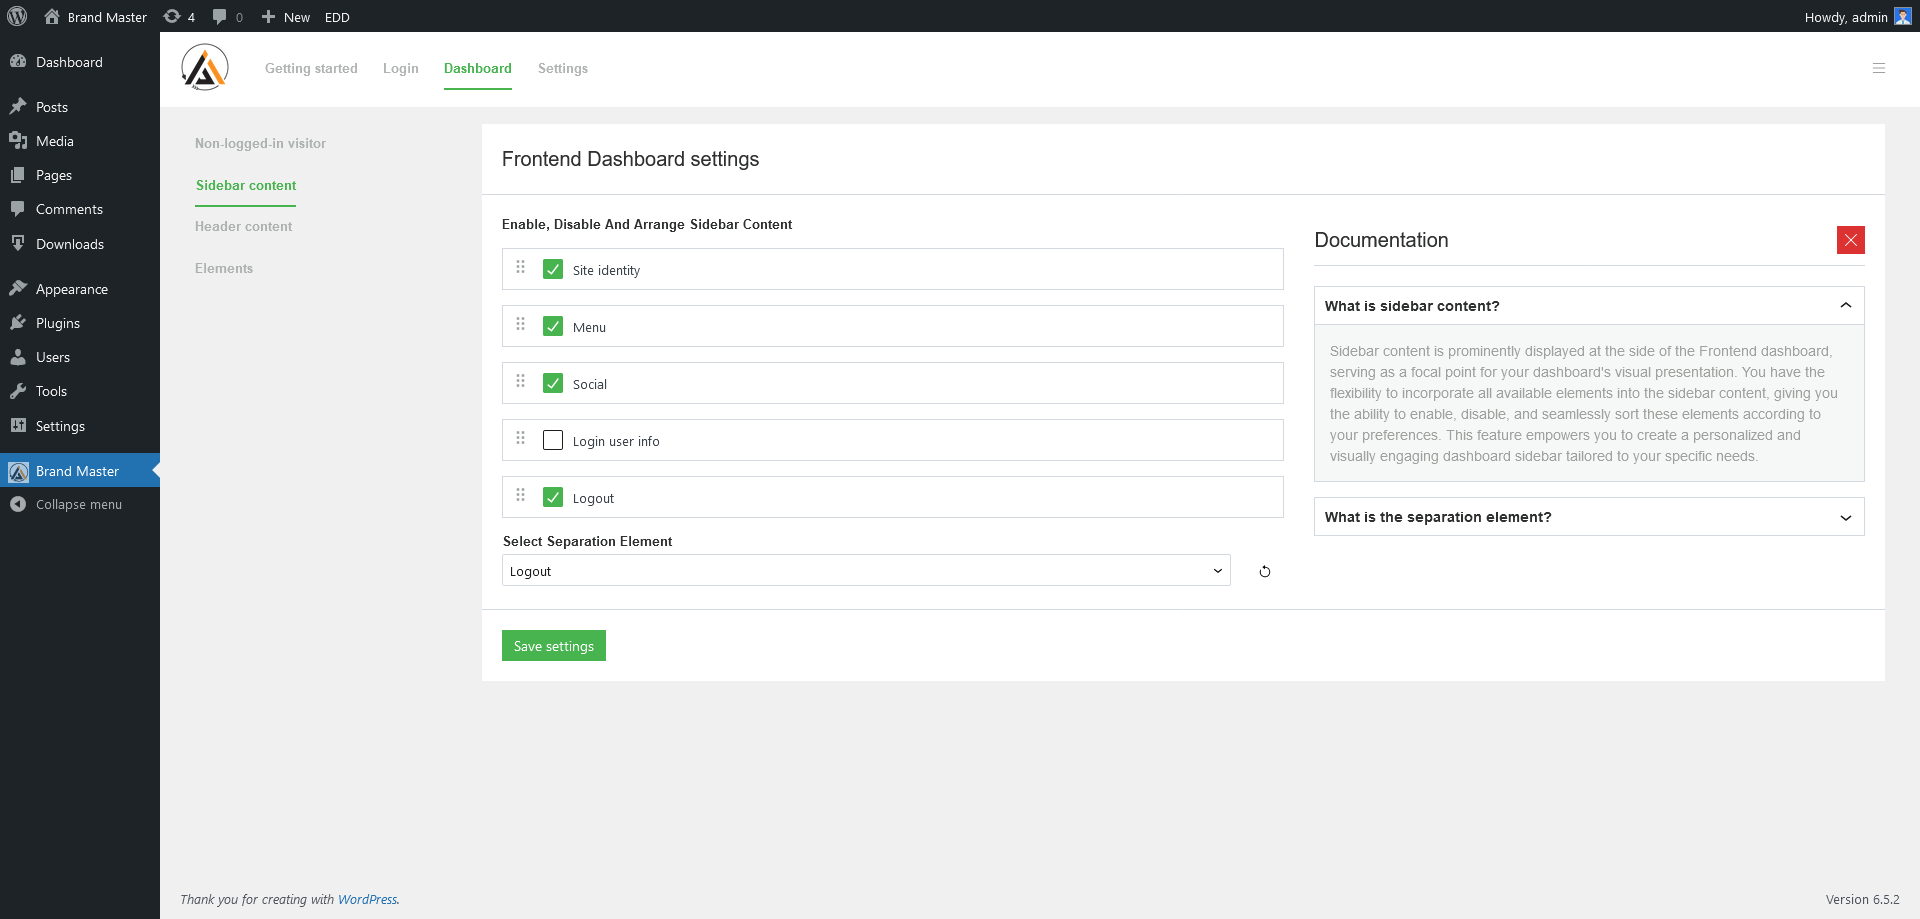 Brand Master 4 0 New EDD Howdy, admin
Dashboard
Posts
Media
Pages
Comments
Downloads
Appearance
Plugins
Users
Tools
Settings
Brand Master
Collapse menu
Getting started Login Dashboard Settings
Non-logged-in visitor
Sidebar content
Header content
Elements
Frontend Dashboard settings
Enable, Disable And Arrange Sidebar Content
Site identity
Menu
Social
Login user info
Logout
Select Separation Element
Logout
Save settings
Documentation
What is sidebar content?
Sidebar content is prominently displayed at the side of the Frontend dashboard,
serving as a focal point for your dashboard's visual presentation. You have the
flexibility to incorporate all available elements into the sidebar content, giving you
the ability to enable, disable, and seamlessly sort these elements according to
your preferences. This feature empowers you to create a personalized and
visually engaging dashboard sidebar tailored to your specific needs.
What is the separation element?
Thank you for creating with WordPress. Version 6.5.2